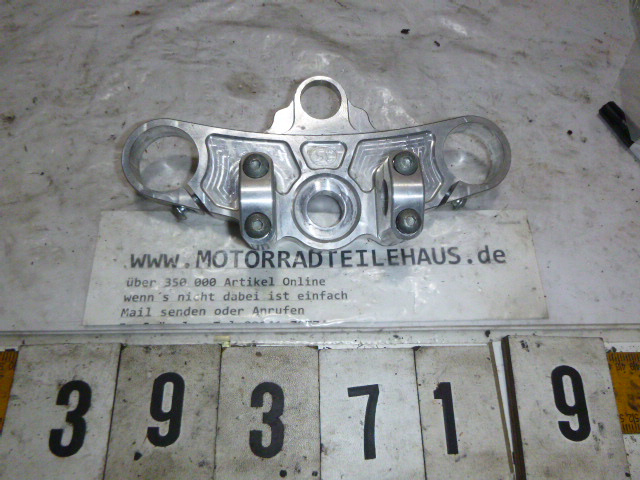 www.MOTORRADTEILEHAUS.de
über 350 000 Artikel Online
wenn's nicht dabei ist einfach
Mail senden oder Anrufen
3 9 3 7 1 9